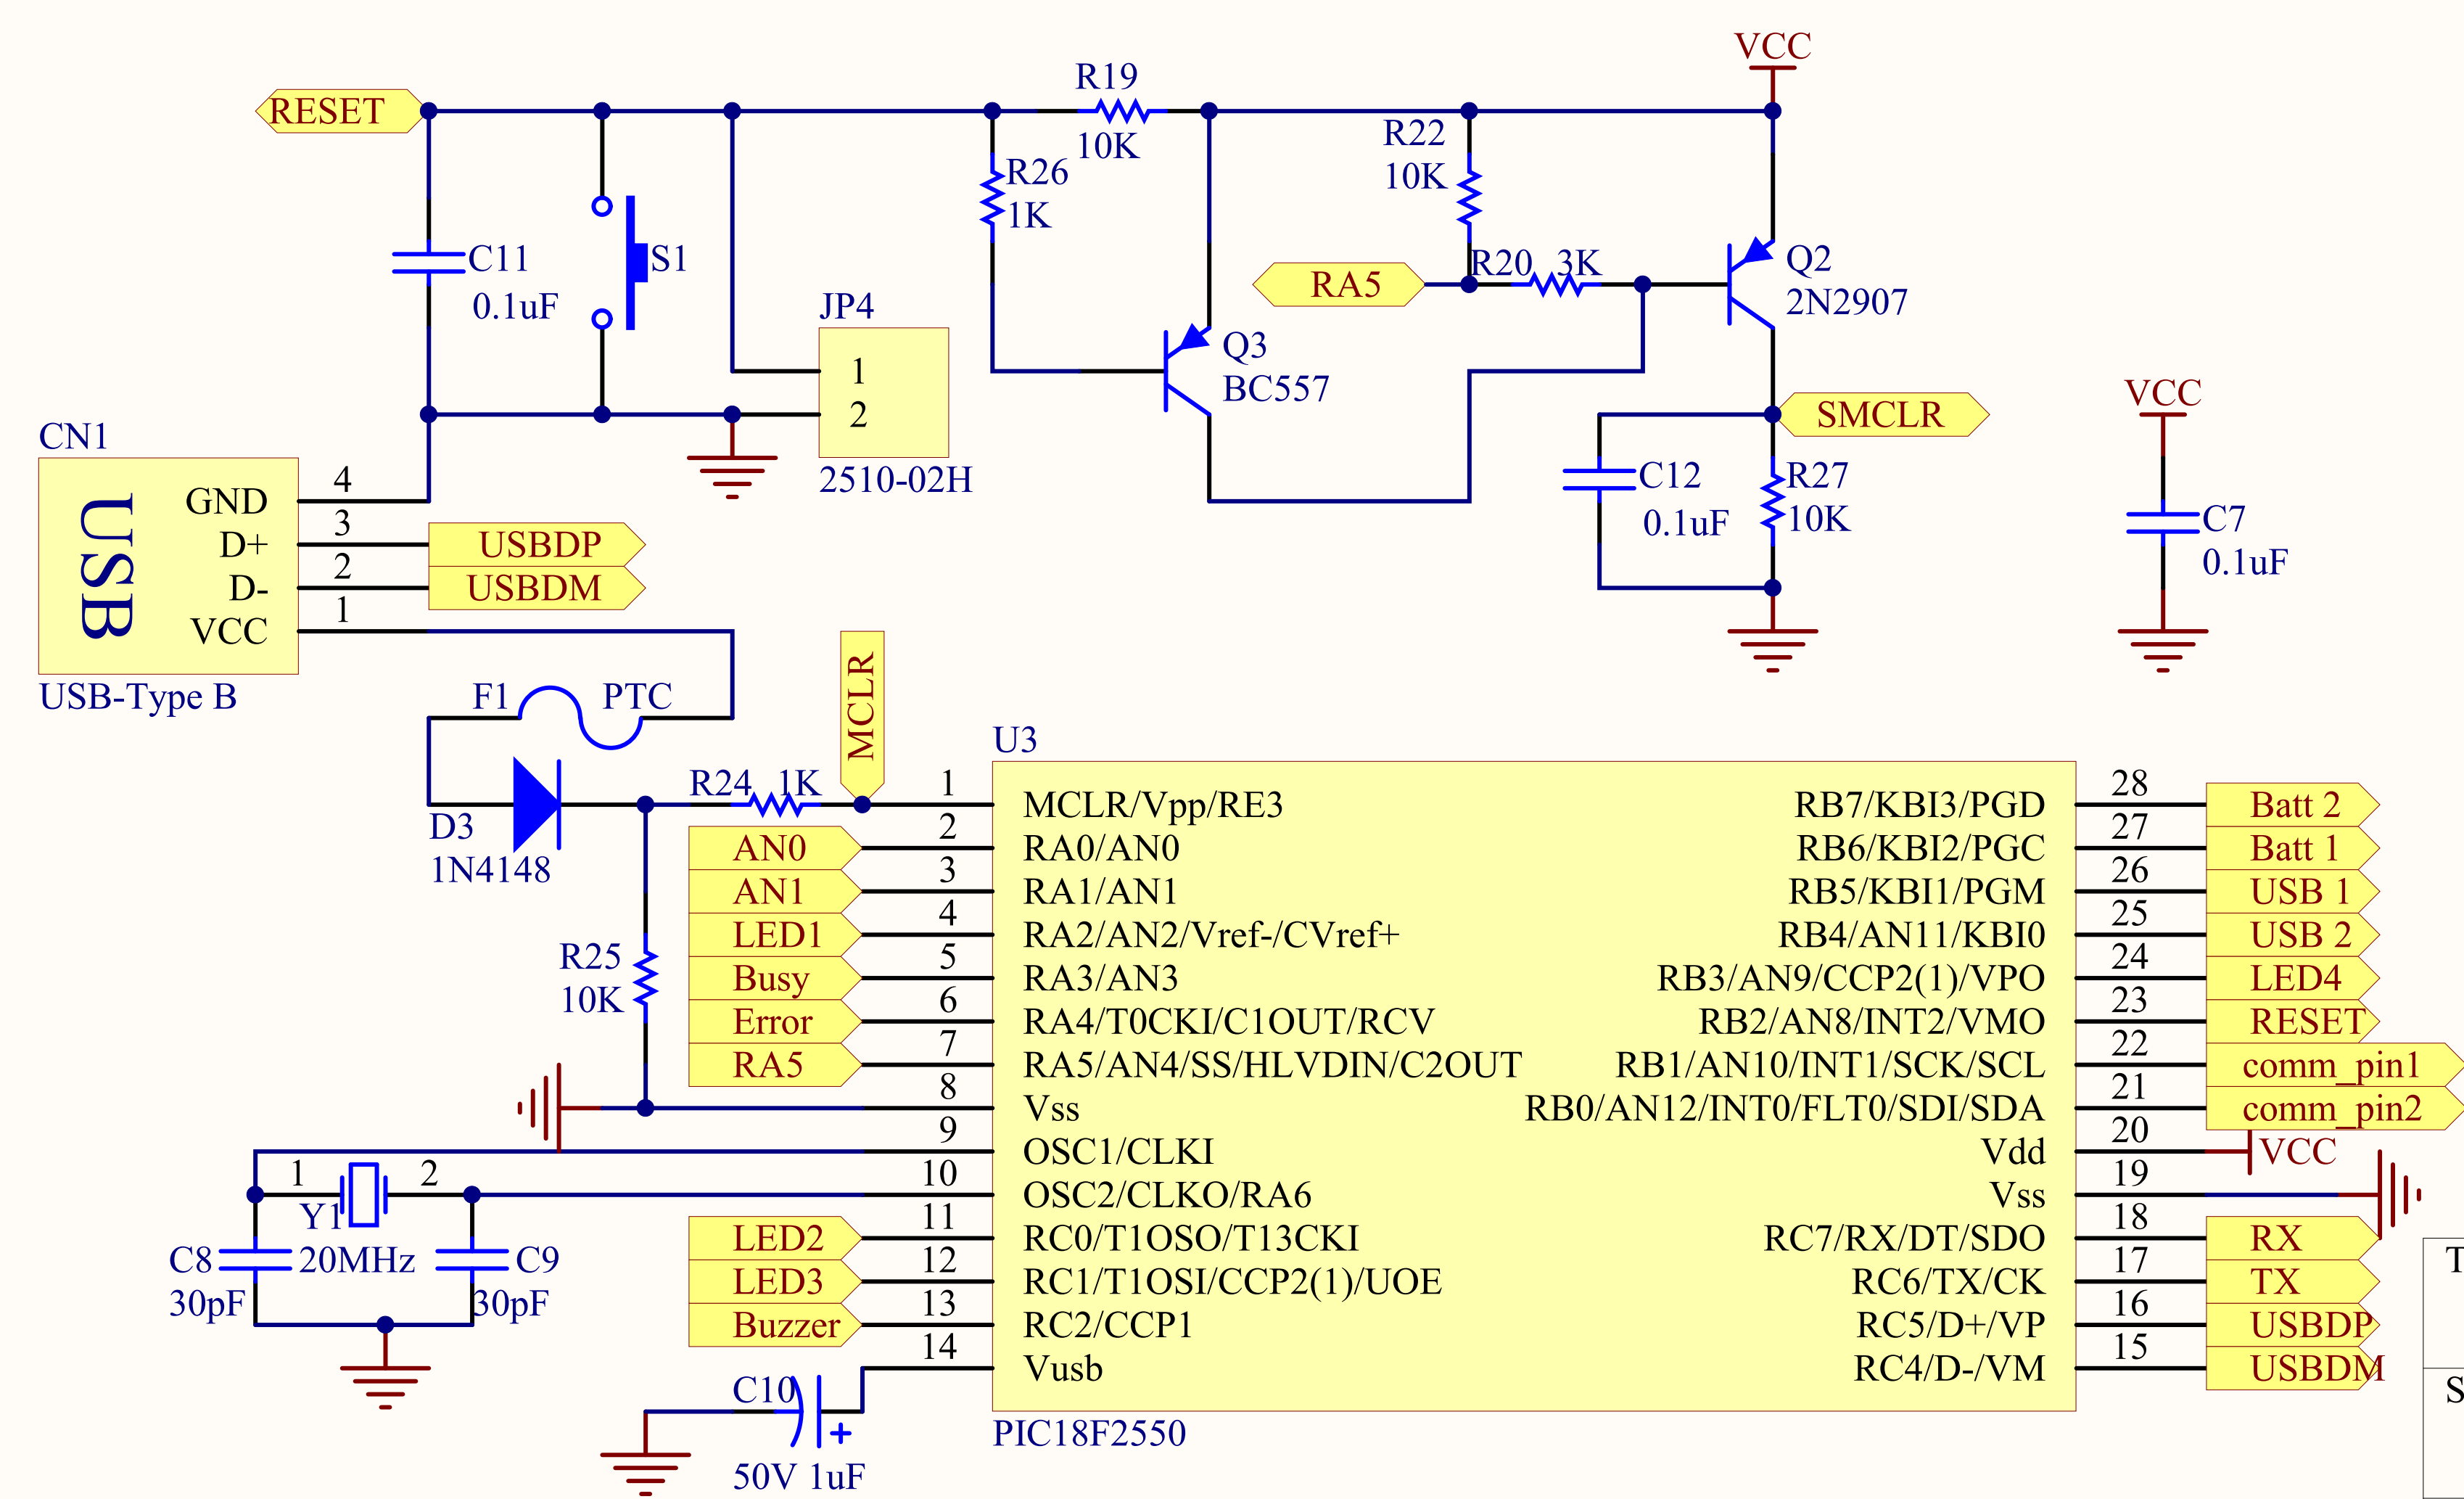 VCC
RESET
R19
10K
R26
1K
R22
10K
C11
0.1uF
S1
JP4
1
2
2510-02H
RA5
R20 3K
Q2
2N2907
Q3
BC557
SMCLR
C12
0.1uF
R27
10K
VCC
C7
0.1uF
CN1
USB
GND 4
D+ 3
D- 2
VCC 1
USB-Type B
USBDP
USBDM
F1 PTC
MCLR
D3
1N4148
R24 1K
R25
10K
U3
1 MCLR/Vpp/RE3
AN0 2 RA0/AN0
AN1 3 RA1/AN1
LED1 4 RA2/AN2/Vref-/CVref+
Busy 5 RA3/AN3
Error 6 RA4/T0CKI/C1OUT/RCV
RA5 7 RA5/AN4/SS/HLVDIN/C2OUT
8 Vss
9 OSC1/CLKI
10 OSC2/CLKO/RA6
LED2 11 RC0/T1OSO/T13CKI
LED3 12 RC1/T1OSI/CCP2(1)/UOE
Buzzer 13 RC2/CCP1
14 Vusb
RB7/KBI3/PGD 28 Batt 2
RB6/KBI2/PGC 27 Batt 1
RB5/KBI1/PGM 26 USB 1
RB4/AN11/KBI0 25 USB 2
RB3/AN9/CCP2(1)/VPO 24 LED4
RB2/AN8/INT2/VMO 23 RESET
RB1/AN10/INT1/SCK/SCL 22 comm_pin1
RB0/AN12/INT0/FLT0/SDI/SDA 21 comm_pin2
Vdd 20 VCC
Vss 19
RC7/RX/DT/SDO 18 RX
RC6/TX/CK 17 TX
RC5/D+/VP 16 USBDP
RC4/D-/VM 15 USBDM
PIC18F2550
1 2
Y1
20MHz
C8
30pF
C9
30pF
C10
+
50V 1uF